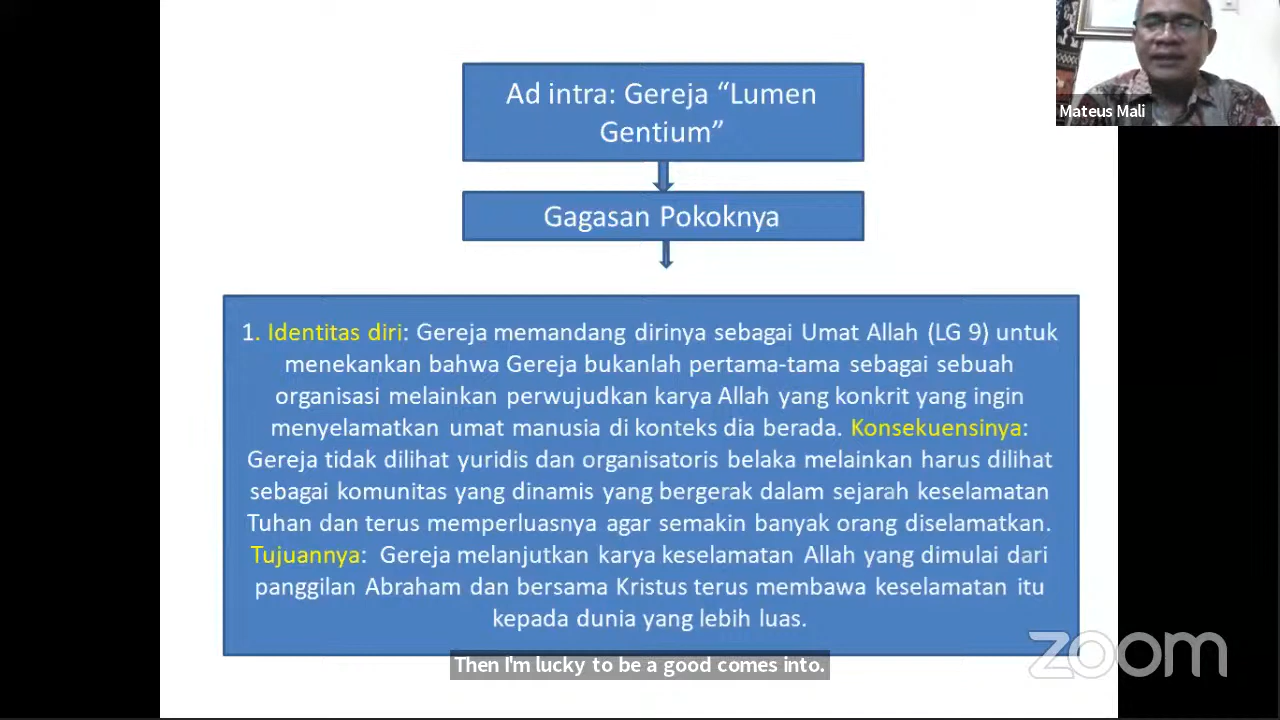 Ad intra: Gereja “Lumen
Gentium”
Mateus Mali
Gagasan Pokoknya
1. Identitas diri: Gereja memandang dirinya sebagai Umat Allah (LG 9) untuk
menekankan bahwa Gereja bukanlah pertama-tama sebagai sebuah
organisasi melainkan perwujudkan karya Allah yang konkrit yang ingin
menyelamatkan umat manusia di konteks dia berada. Konsekuensinya:
Gereja tidak dilihat yuridis dan organisatoris belaka melainkan harus dilihat
sebagai komunitas yang dinamis yang bergerak dalam sejarah keselamatan
Tuhan dan terus memperluasnya agar semakin banyak orang diselamatkan.
Tujuannya: Gereja melanjutkan karya keselamatan Allah yang dimulai dari
panggilan Abraham dan bersama Kristus terus membawa keselamatan itu
kepada dunia yang lebih luas.
zoom
Then I'm lucky to be a good comes into.